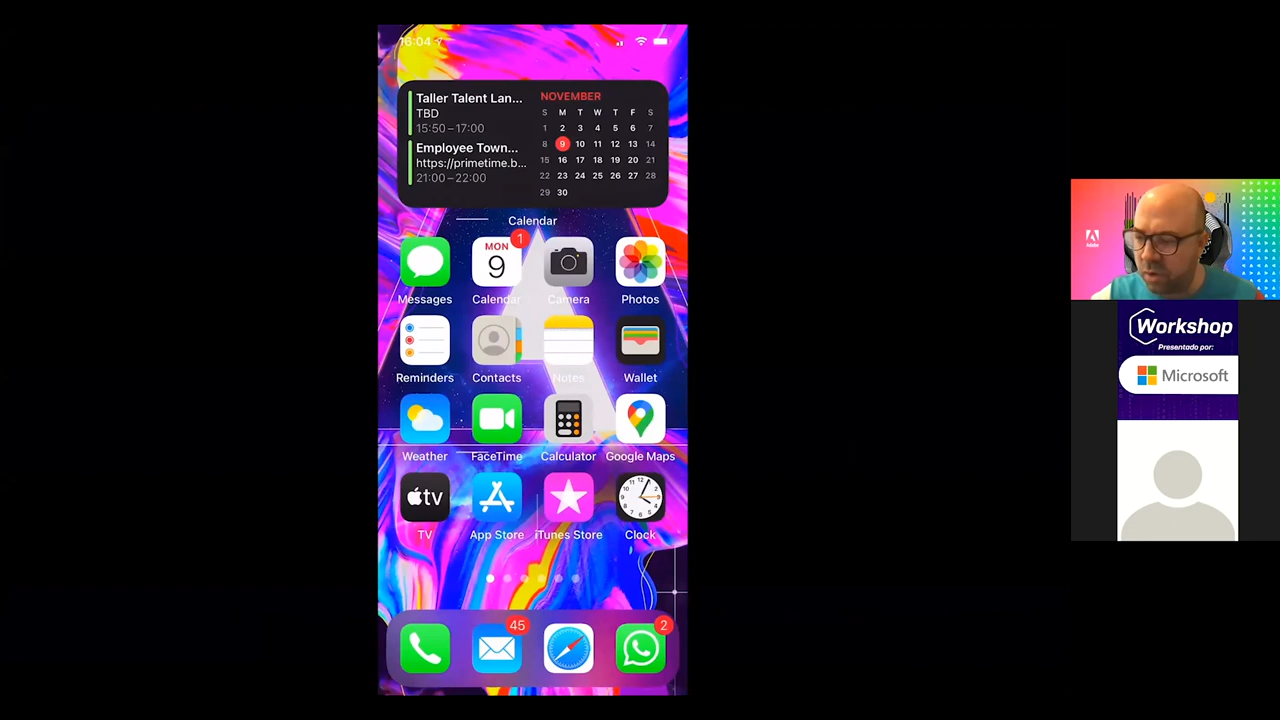 16:04
Taller Talent Lan...
TBD
15:50–17:00
Employee Town...
https://primetime.b...
21:00–22:00
NOVEMBER
S M T W T F S
1 2 3 4 5 6 7
8 9 10 11 12 13 14
15 16 17 18 19 20 21
22 23 24 25 26 27 28
29 30
Calendar
MON
9
1
Messages
Calendar
Camera
Photos
Reminders
Contacts
Notes
Wallet
Weather
FaceTime
Calculator
Google Maps
tv
TV
App Store
iTunes Store
Clock
45
2
Adobe
Workshop
Presentado por:
Microsoft